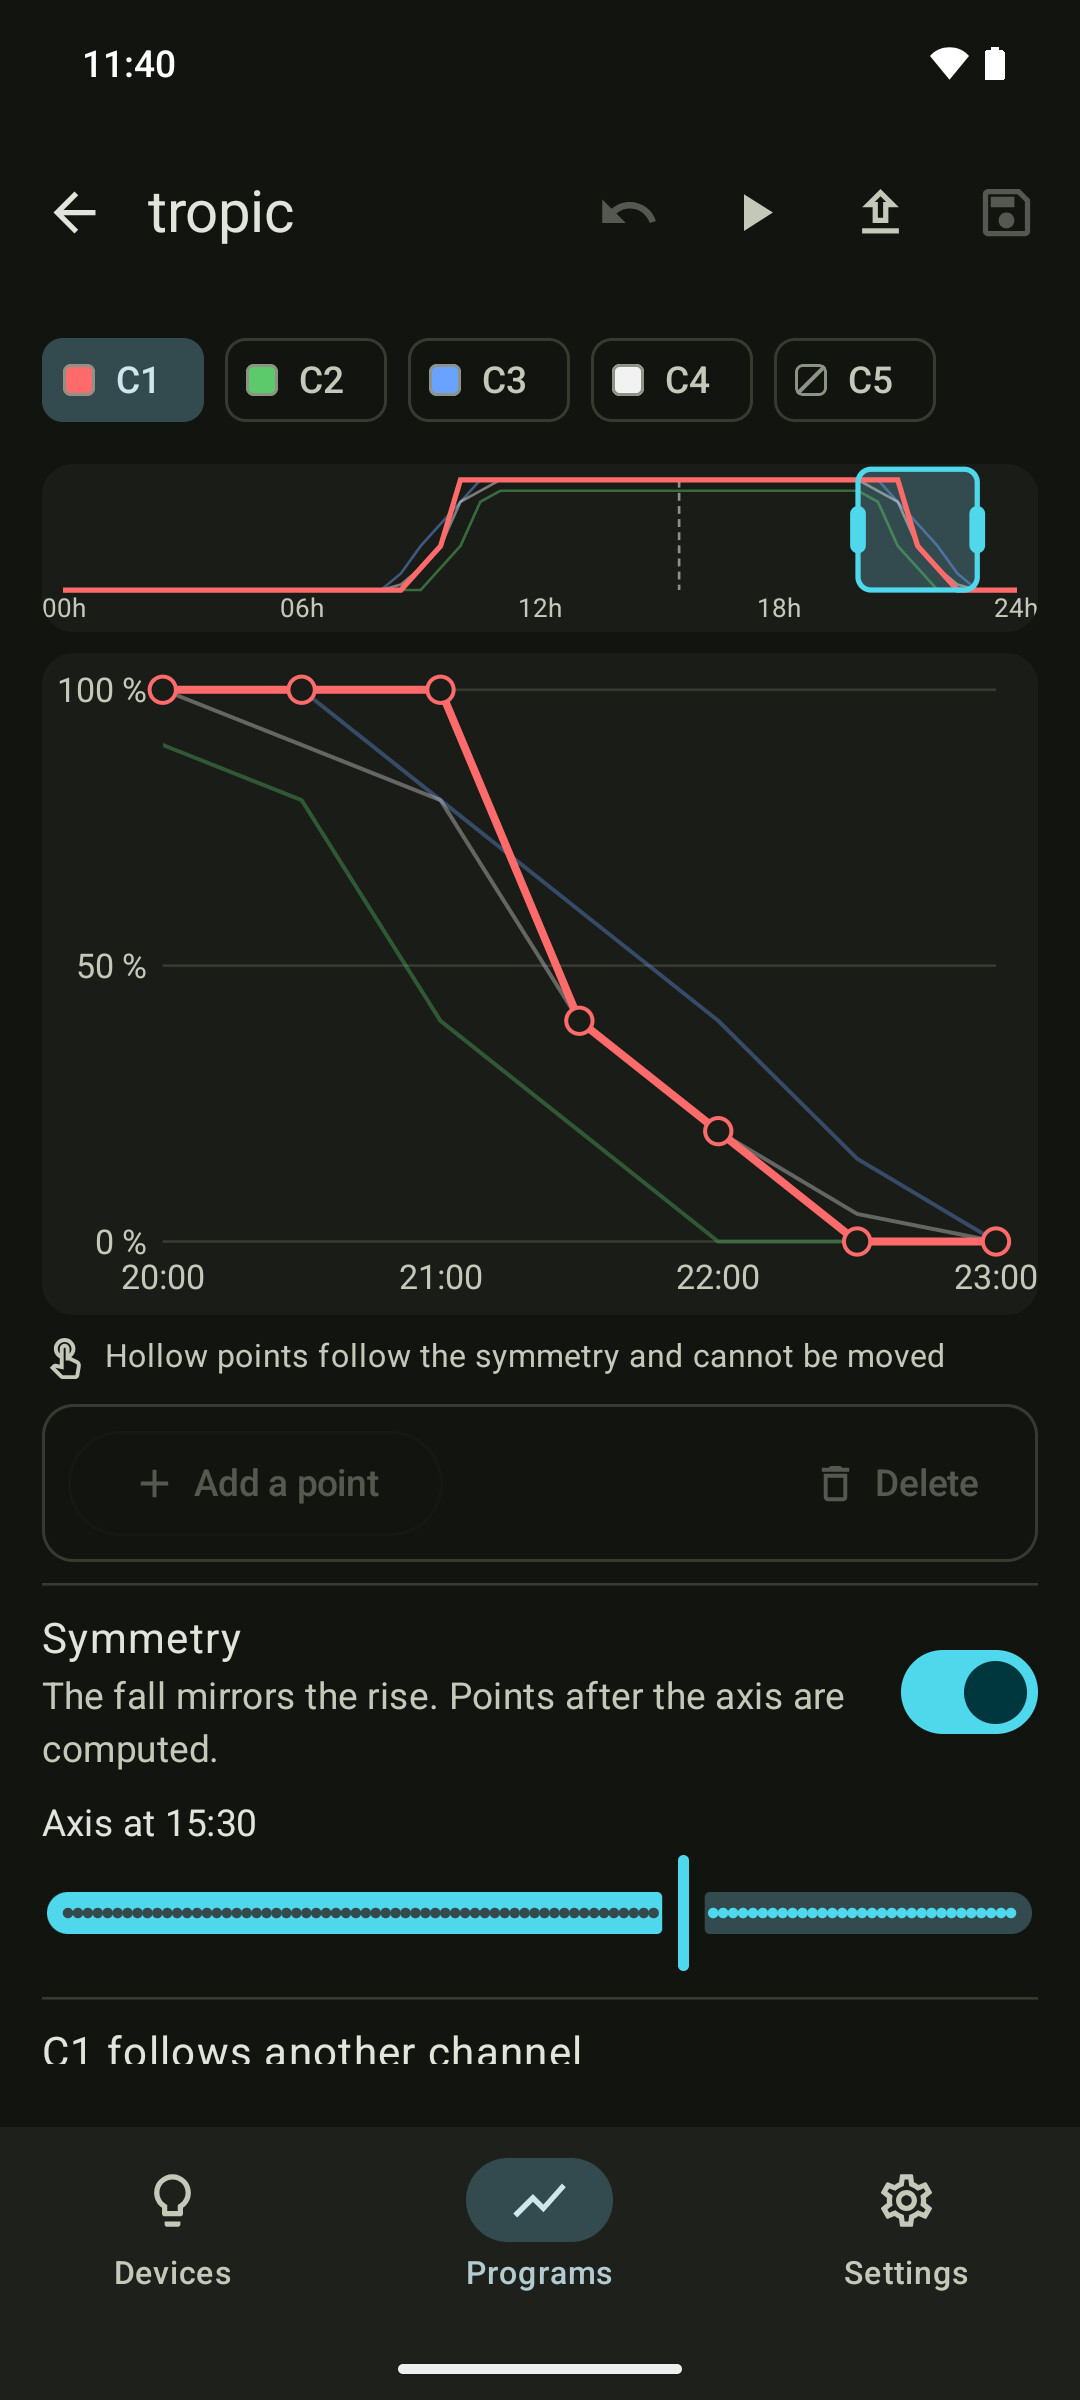 11:40
tropic
C1 C2 C3 C4 C5
00h 06h 12h 18h 24h
100 %
50 %
0 %
20:00 21:00 22:00 23:00
Hollow points follow the symmetry and cannot be moved
Add a point Delete
Symmetry
The fall mirrors the rise. Points after the axis are
computed.
Axis at 15:30
C1 follows another channel
Devices Programs Settings